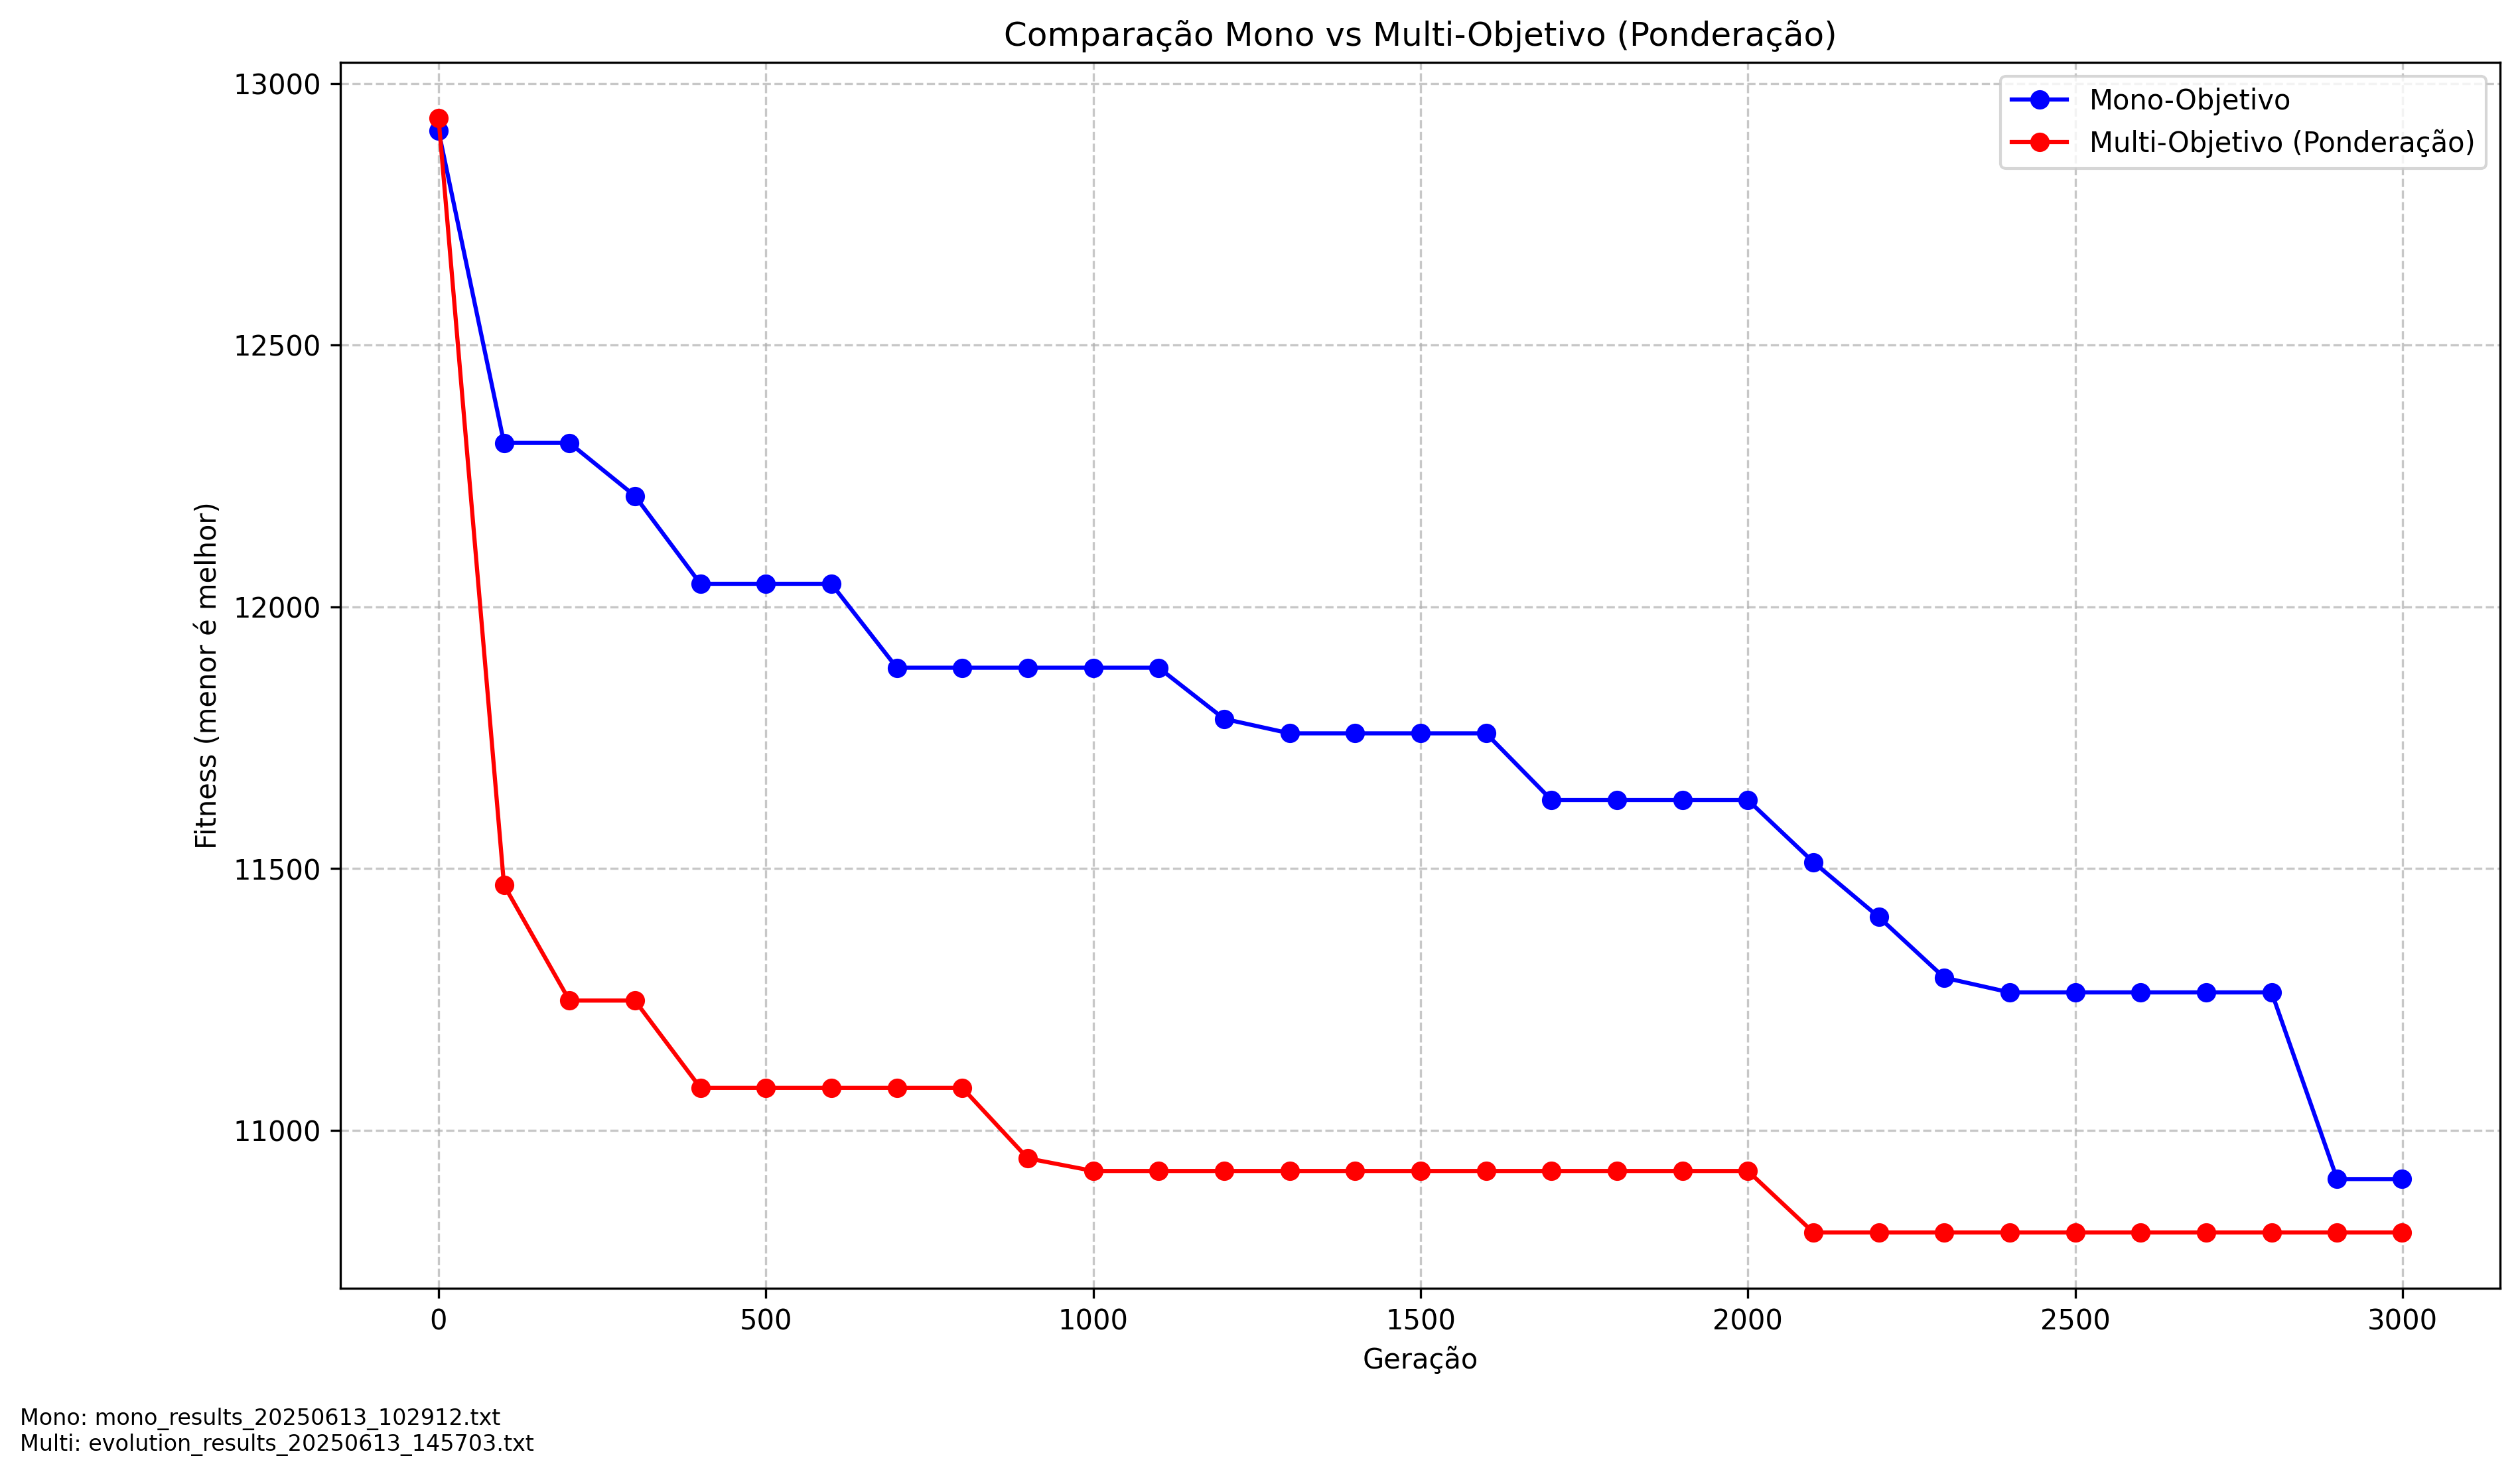 Comparação Mono vs Multi-Objetivo (Ponderação)
Mono-Objetivo
Multi-Objetivo (Ponderação)
Fitness (menor é melhor)
13000
12500
12000
11500
11000
0 500 1000 1500 2000 2500 3000
Geração
Mono: mono_results_20250613_102912.txt
Multi: evolution_results_20250613_145703.txt